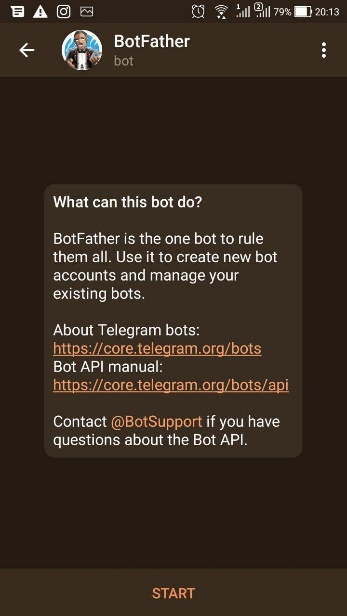 79% 20:13
BotFather
bot
What can this bot do?
BotFather is the one bot to rule
them all. Use it to create new bot
accounts and manage your
existing bots.
About Telegram bots:
https://core.telegram.org/bots
Bot API manual:
https://core.telegram.org/bots/api
Contact @BotSupport if you have
questions about the Bot API.
START